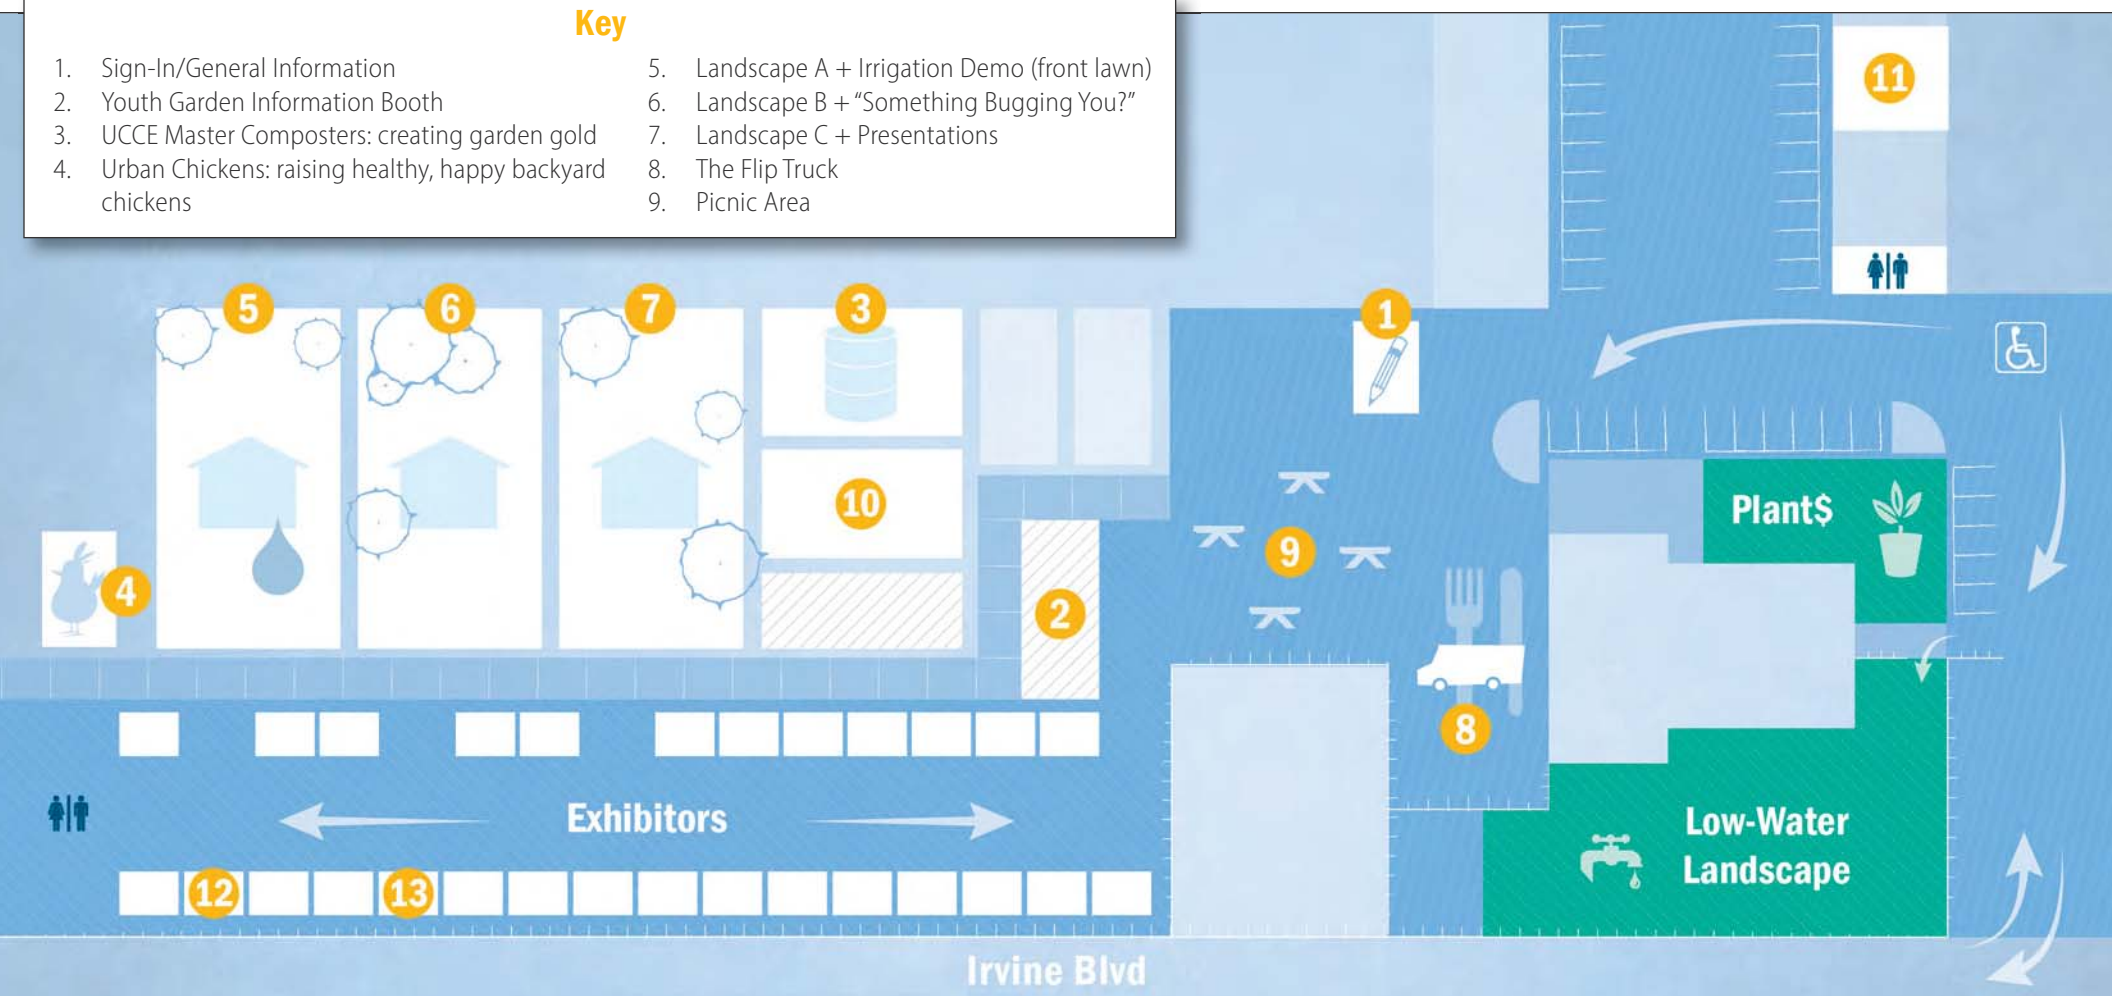 Key
1. Sign-In/General Information
2. Youth Garden Information Booth
3. UCCE Master Composters: creating garden gold
4. Urban Chickens: raising healthy, happy backyard
chickens
5. Landscape A + Irrigation Demo (front lawn)
6. Landscape B + “Something Bugging You?”
7. Landscape C + Presentations
8. The Flip Truck
9. Picnic Area
11
5
6
7
3
1
10
Plant$
9
4
2
8
Exhibitors
Low-Water
Landscape
12
13
Irvine Blvd